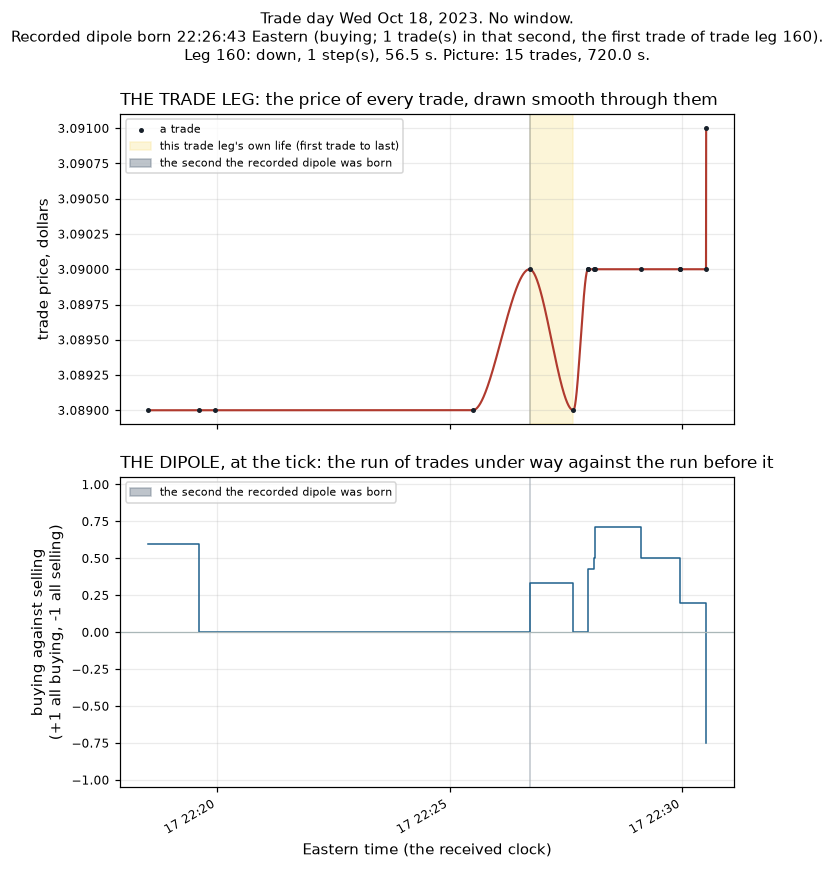 Trade day Wed Oct 18, 2023. No window.
Recorded dipole born 22:26:43 Eastern (buying; 1 trade(s) in that second, the first trade of trade leg 160).
Leg 160: down, 1 step(s), 56.5 s. Picture: 15 trades, 720.0 s.
THE TRADE LEG: the price of every trade, drawn smooth through them
a trade
this trade leg's own life (first trade to last)
the second the recorded dipole was born
3.09100
3.09075
3.09050
3.09025
3.09000
3.08975
3.08950
3.08925
3.08900
trade price, dollars
THE DIPOLE, at the tick: the run of trades under way against the run before it
the second the recorded dipole was born
1.00
0.75
0.50
0.25
0.00
−0.25
−0.50
−0.75
−1.00
buying against selling
(+1 all buying, -1 all selling)
17 22:20
17 22:25
17 22:30
Eastern time (the received clock)